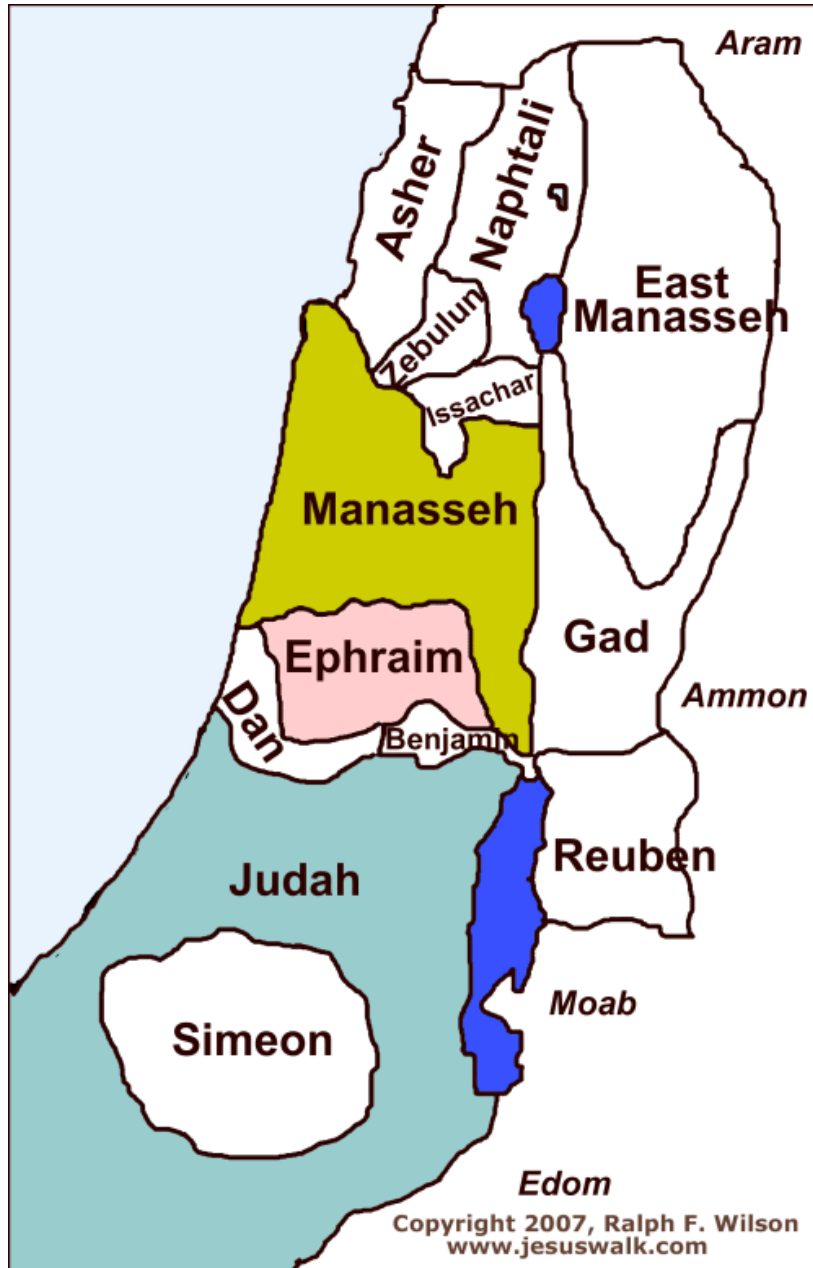 Aram
Asher
Naphtali
East
Manasseh
Zebulun
Issachar
Manasseh
Ephraim
Gad
Dan
Ammon
Benjamin
Reuben
Judah
Moab
Simeon
Edom
Copyright 2007, Ralph F. Wilson
www.jesuswalk.com